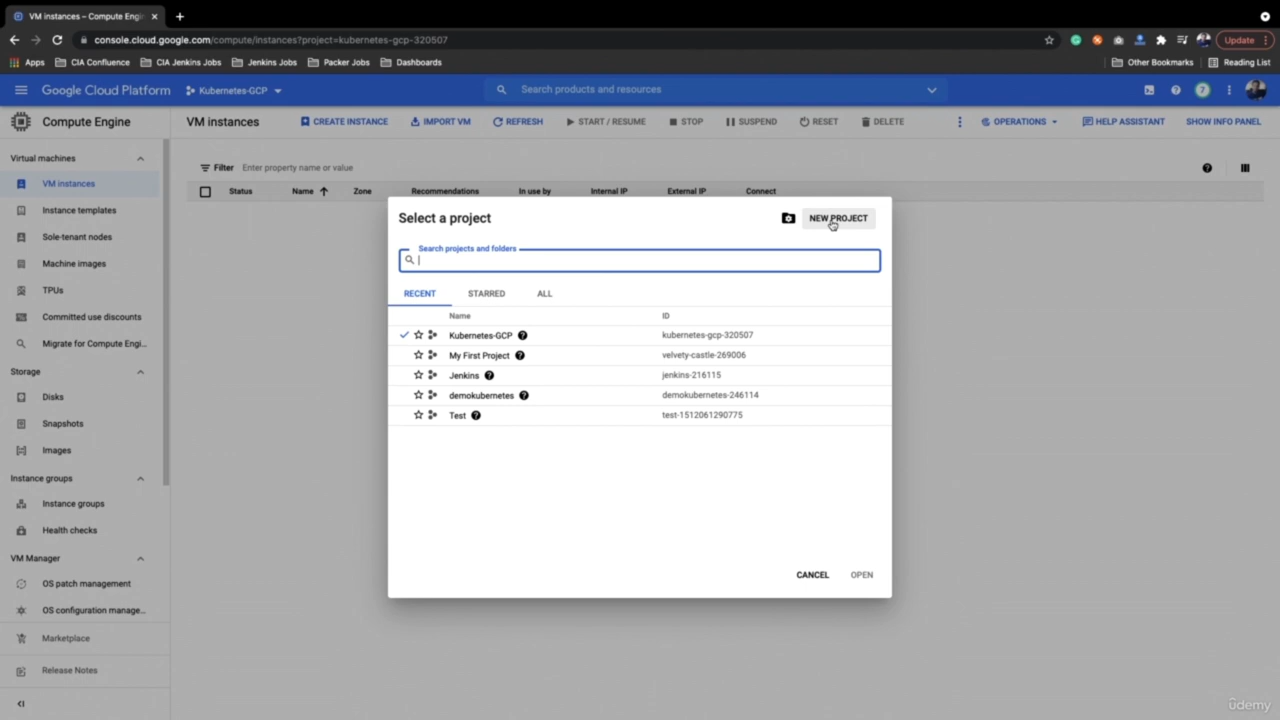 VM instances – Compute Engin
console.cloud.google.com/compute/instances?project=kubernetes-gcp-320507
Update
Apps CIA Confluence CIA Jenkins Jobs Jenkins Jobs Packer Jobs Dashboards Other Bookmarks Reading List
Google Cloud Platform Kubernetes-GCP Search products and resources 7
Compute Engine VM instances CREATE INSTANCE IMPORT VM REFRESH START / RESUME STOP SUSPEND RESET DELETE OPERATIONS HELP ASSISTANT SHOW INFO PANEL
Virtual machines
VM instances
Instance templates
Sole-tenant nodes
Machine images
TPUs
Committed use discounts
Migrate for Compute Engi...
Storage
Disks
Snapshots
Images
Instance groups
Instance groups
Health checks
VM Manager
OS patch management
OS configuration manage...
Marketplace
Release Notes
Filter Enter property name or value
Status Name Zone Recommendations In use by Internal IP External IP Connect
Select a project NEW PROJECT
Search projects and folders
RECENT STARRED ALL
Name ID
Kubernetes-GCP kubernetes-gcp-320507
My First Project velvety-castle-269006
Jenkins jenkins-216115
demokubernetes demokubernetes-246114
Test test-1512061290775
CANCEL OPEN
ûdemy